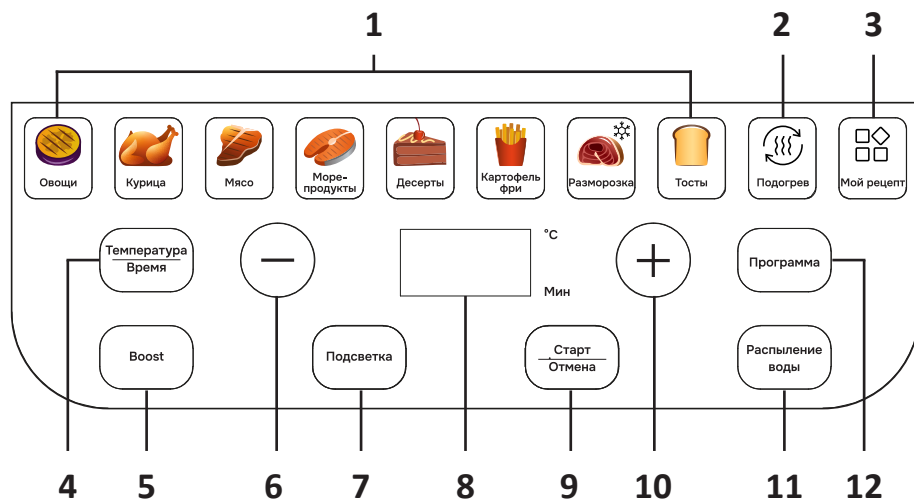 1 2 3
Овощи
Курица
Мясо
Море-
продукты
Десерты
Картофель
фри
Разморозка
Тосты
Подогрев
Мой рецепт
Температура
Время
−
°C
Мин
+
Программа
Boost
Подсветка
Старт
Отмена
Распыление
воды
4 5 6 7 8 9 10 11 12